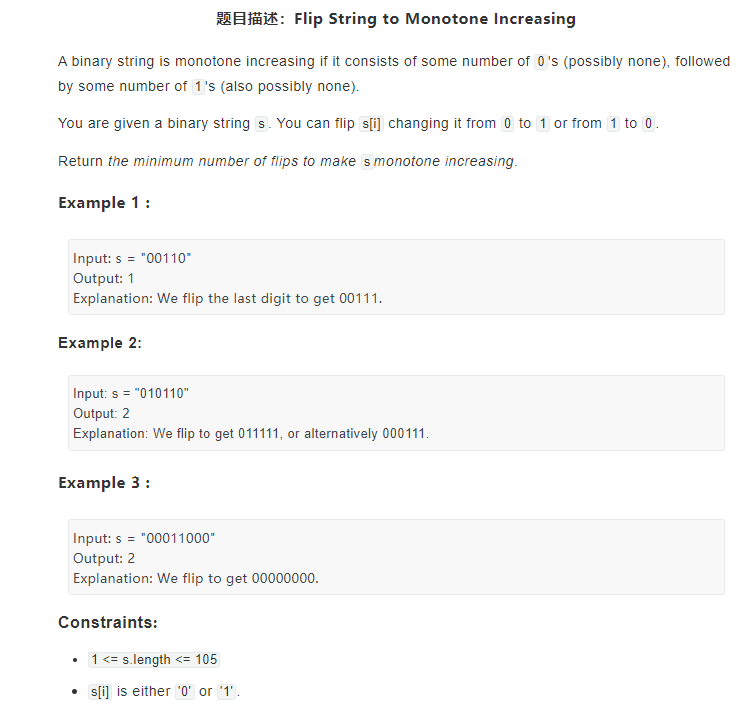 题目描述：Flip String to Monotone Increasing
A binary string is monotone increasing if it consists of some number of 0's (possibly none), followed
by some number of 1's (also possibly none).
You are given a binary string s. You can flip s[i] changing it from 0 to 1 or from 1 to 0.
Return the minimum number of flips to make s monotone increasing.
Example 1 :
Input: s = "00110"
Output: 1
Explanation: We flip the last digit to get 00111.
Example 2:
Input: s = "010110"
Output: 2
Explanation: We flip to get 011111, or alternatively 000111.
Example 3 :
Input: s = "00011000"
Output: 2
Explanation: We flip to get 00000000.
Constraints:
• 1 <= s.length <= 105
• s[i] is either '0' or '1'.